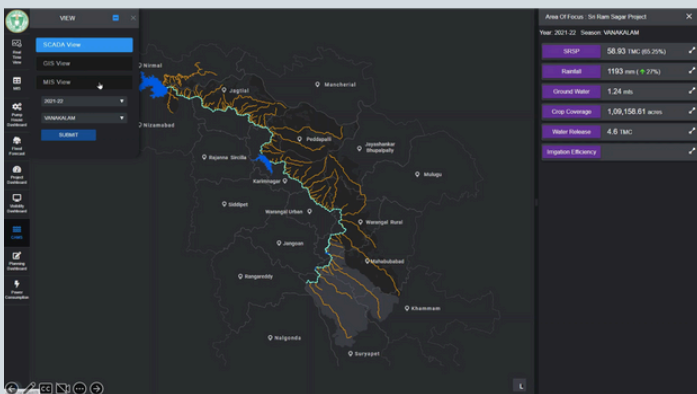 VIEW
SCADA View
GIS View
MIS View
2021-22
VANAKALAM
SUBMIT
Real Time View
MIS
Pump House Dashboard
Flood Forecast
Project Dashboard
Visibility Dashboard
Planning Dashboard
Power Consumption
Nirmal
Mancherial
Jagtial
Nizamabad
Peddapalli
Jayashankar
Bhupalpally
Rajanna Sircilla
Mulugu
Karimnagar
Siddipet
Warangal Urban
Warangal Rural
Jangoan
Mahabubabad
Rangareddy
Khammam
Nalgonda
Suryapet
L
Area Of Focus : Sri Ram Sagar Project X
Year: 2021-22 Season: VANAKALAM
SRSP 58.93 TMC (65.25%)
Rainfall 1193 mm ( ↑ 27%)
Ground Water 1.24 mts
Crop Coverage 1,09,158.61 acres
Water Release 4.6 TMC
Irrigation Efficiency